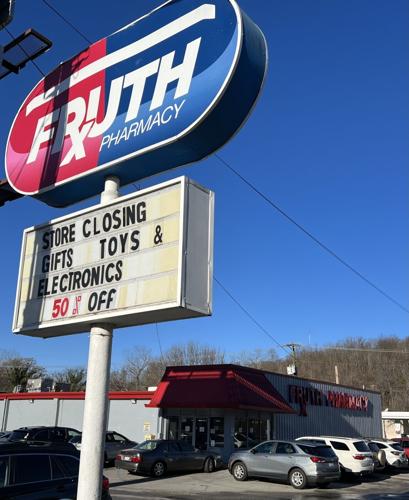 FRUTH
PHARMACY
STORE CLOSING
GIFTS TOYS &
ELECTRONICS
50 % OFF
FRUTH PHARMACY